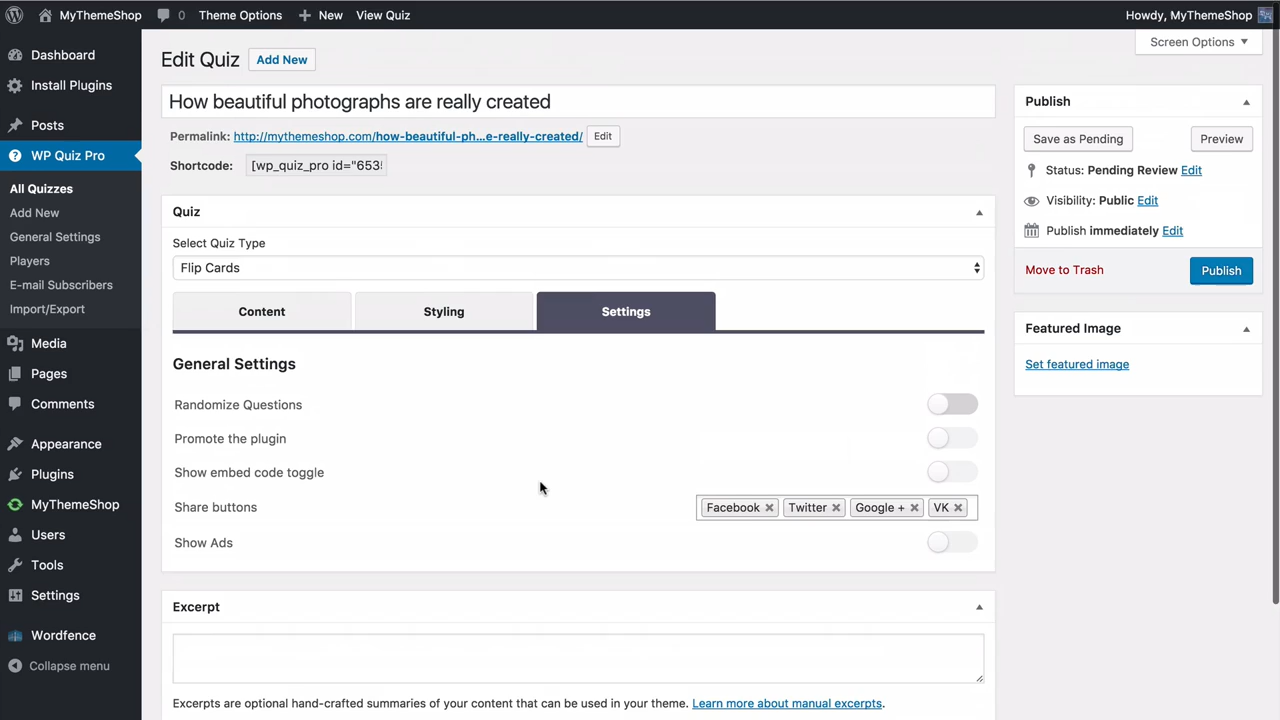 MyThemeShop 0 Theme Options New View Quiz Howdy, MyThemeShop
Screen Options
Dashboard
Install Plugins
Posts
WP Quiz Pro
All Quizzes
Add New
General Settings
Players
E-mail Subscribers
Import/Export
Media
Pages
Comments
Appearance
Plugins
MyThemeShop
Users
Tools
Settings
Wordfence
Collapse menu
Edit Quiz Add New
How beautiful photographs are really created
Permalink: http://mythemeshop.com/how-beautiful-ph...e-really-created/ Edit
Shortcode: [wp_quiz_pro id="653
Quiz
Select Quiz Type
Flip Cards
Content Styling Settings
General Settings
Randomize Questions
Promote the plugin
Show embed code toggle
Share buttons Facebook × Twitter × Google + × VK ×
Show Ads
Excerpt
Excerpts are optional hand-crafted summaries of your content that can be used in your theme. Learn more about manual excerpts.
Publish
Save as Pending Preview
Status: Pending Review Edit
Visibility: Public Edit
Publish immediately Edit
Move to Trash Publish
Featured Image
Set featured image